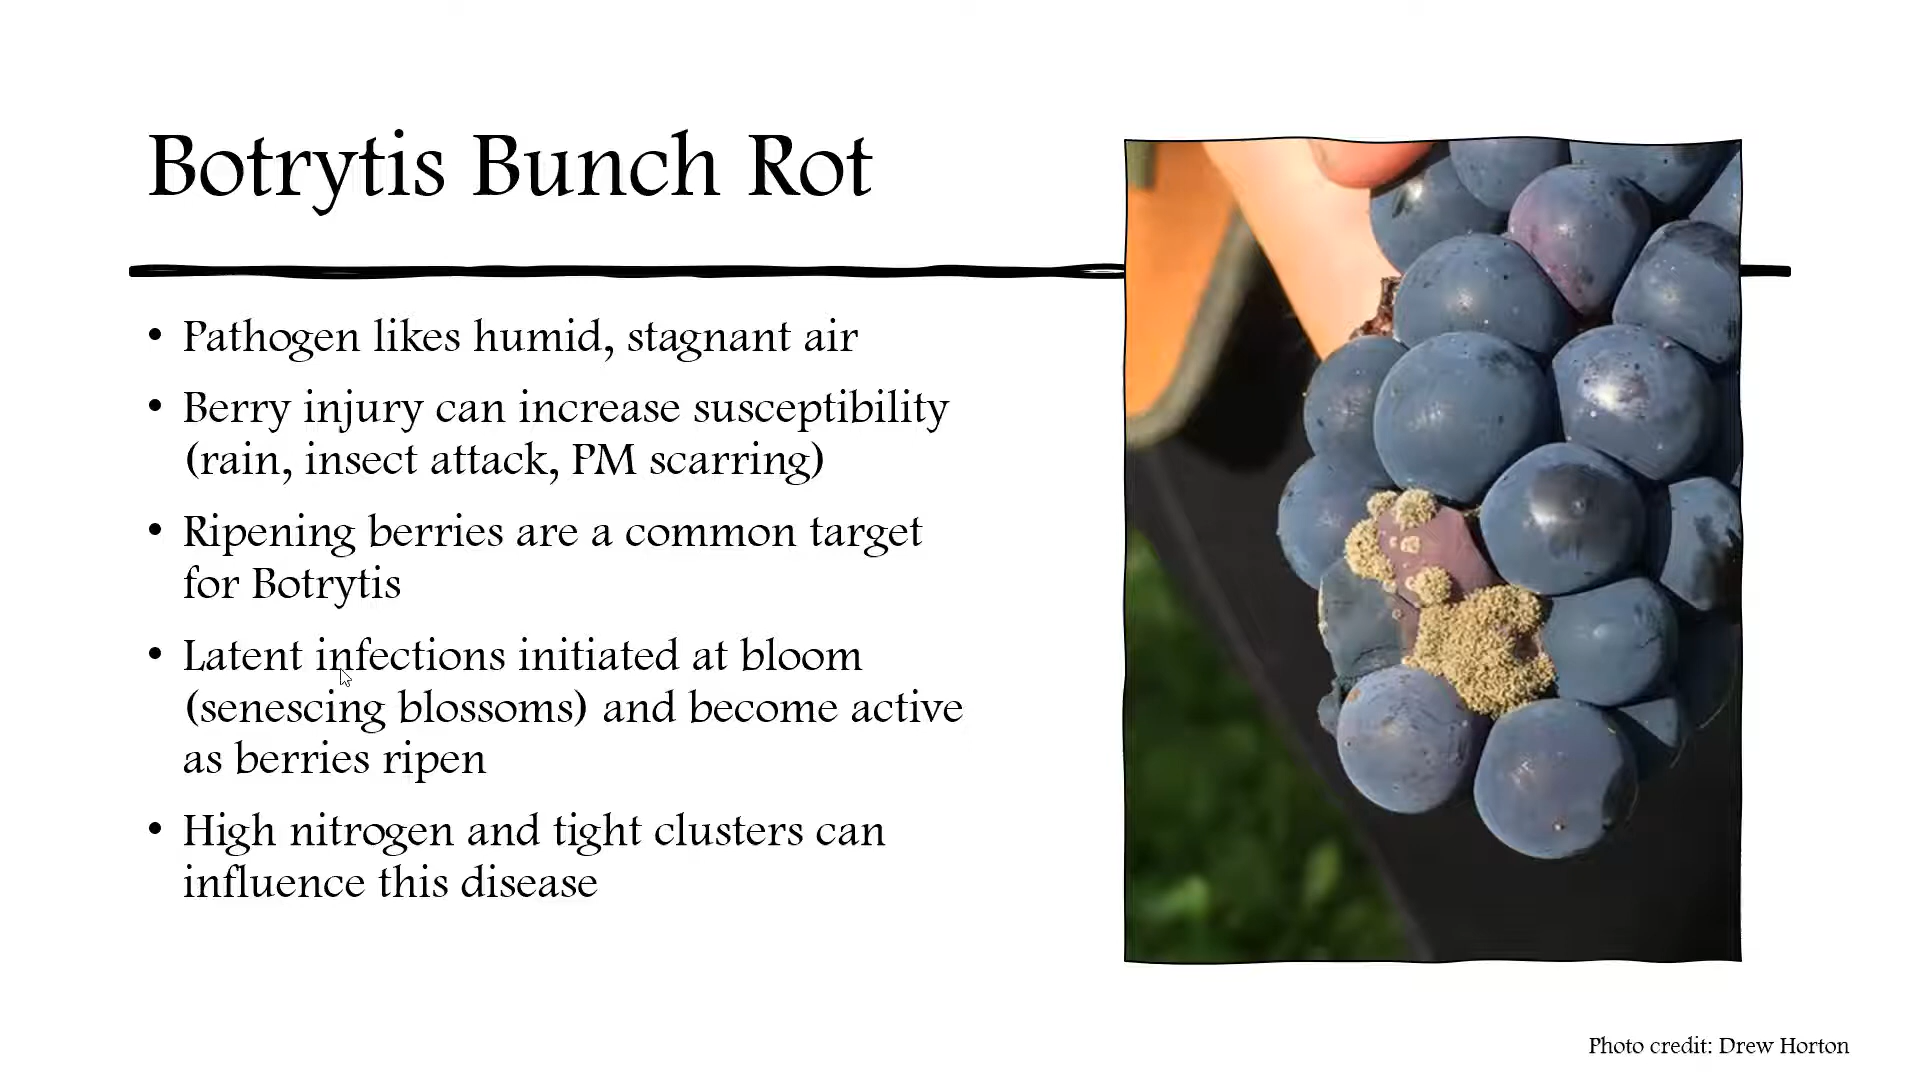 Botrytis Bunch Rot
• Pathogen likes humid, stagnant air
• Berry injury can increase susceptibility
(rain, insect attack, PM scarring)
• Ripening berries are a common target
for Botrytis
• Latent infections initiated at bloom
(senescing blossoms) and become active
as berries ripen
• High nitrogen and tight clusters can
influence this disease
Photo credit: Drew Horton